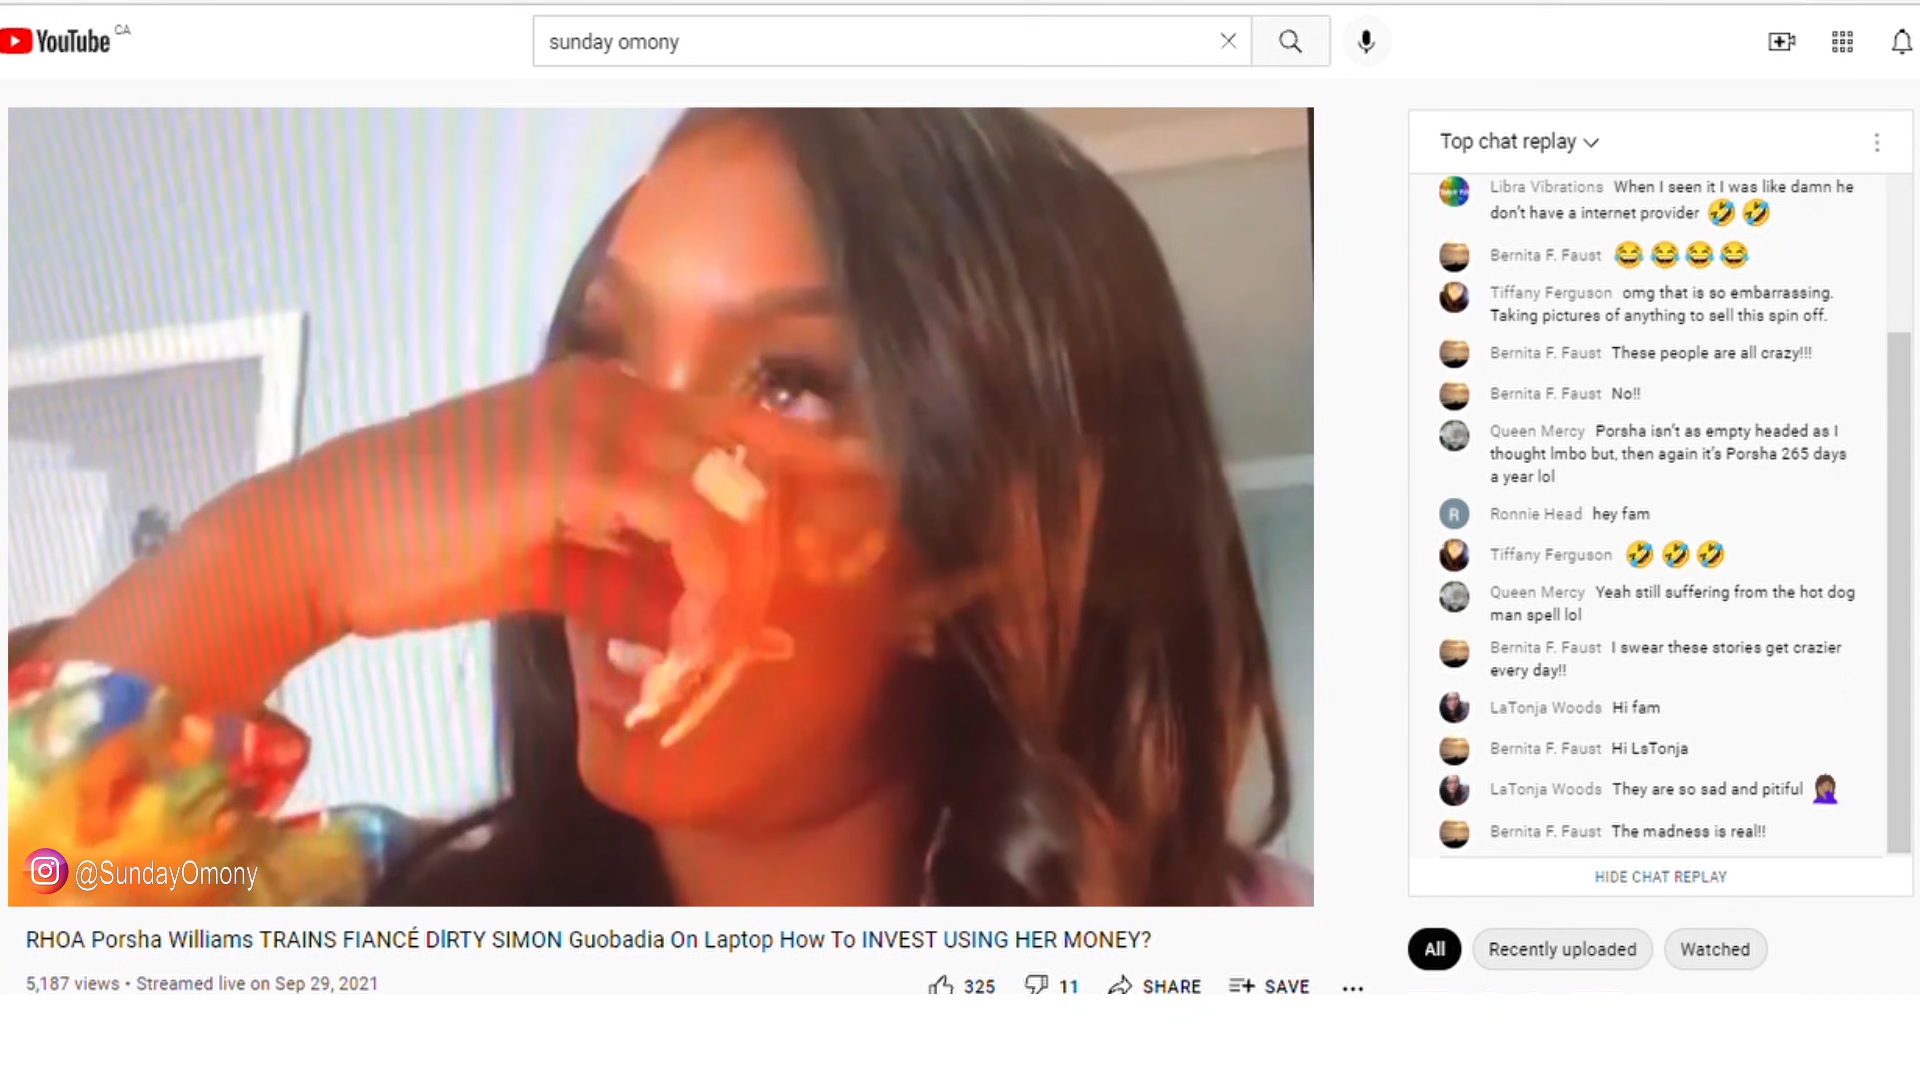 YouTube CA
sunday omony
@SundayOmony
RHOA Porsha Williams TRAINS FIANCÉ DIRTY SIMON Guobadia On Laptop How To INVEST USING HER MONEY?
5,187 views • Streamed live on Sep 29, 2021
325
11
SHARE
SAVE
Top chat replay
Libra Vibrations When I seen it I was like damn he
don't have a internet provider 🤣 🤣
Bernita F. Faust 😂 😂 😂 😂
Tiffany Ferguson omg that is so embarrassing.
Taking pictures of anything to sell this spin off.
Bernita F. Faust These people are all crazy!!!
Bernita F. Faust No!!
Queen Mercy Porsha isn't as empty headed as I
thought lmbo but, then again it's Porsha 265 days
a year lol
R
Ronnie Head hey fam
Tiffany Ferguson 🤣 🤣 🤣
Queen Mercy Yeah still suffering from the hot dog
man spell lol
Bernita F. Faust I swear these stories get crazier
every day!!
LaTonja Woods Hi fam
Bernita F. Faust Hi LsTonja
LaTonja Woods They are so sad and pitiful 🤦🏾‍♀️
Bernita F. Faust The madness is real!!
HIDE CHAT REPLAY
All
Recently uploaded
Watched